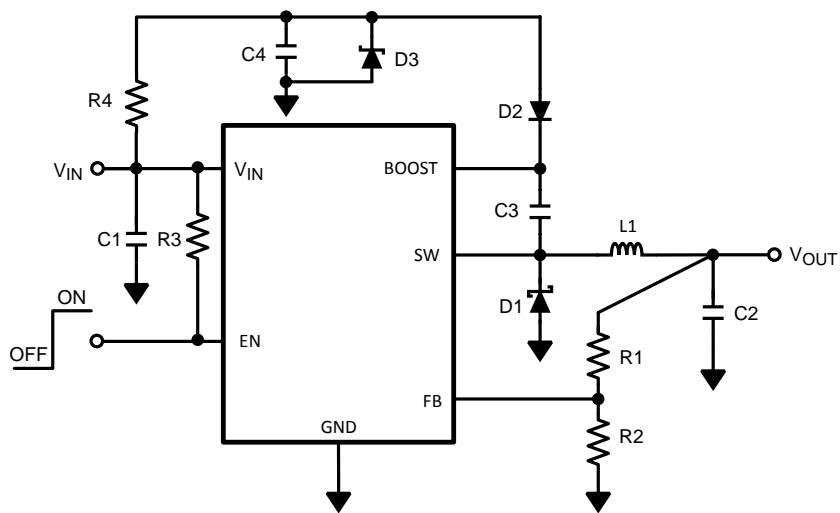 C4
D3
R4
D2
VIN
VIN
BOOST
C3
L1
C1
R3
SW
VOUT
ON
D1
C2
OFF
EN
R1
FB
GND
R2